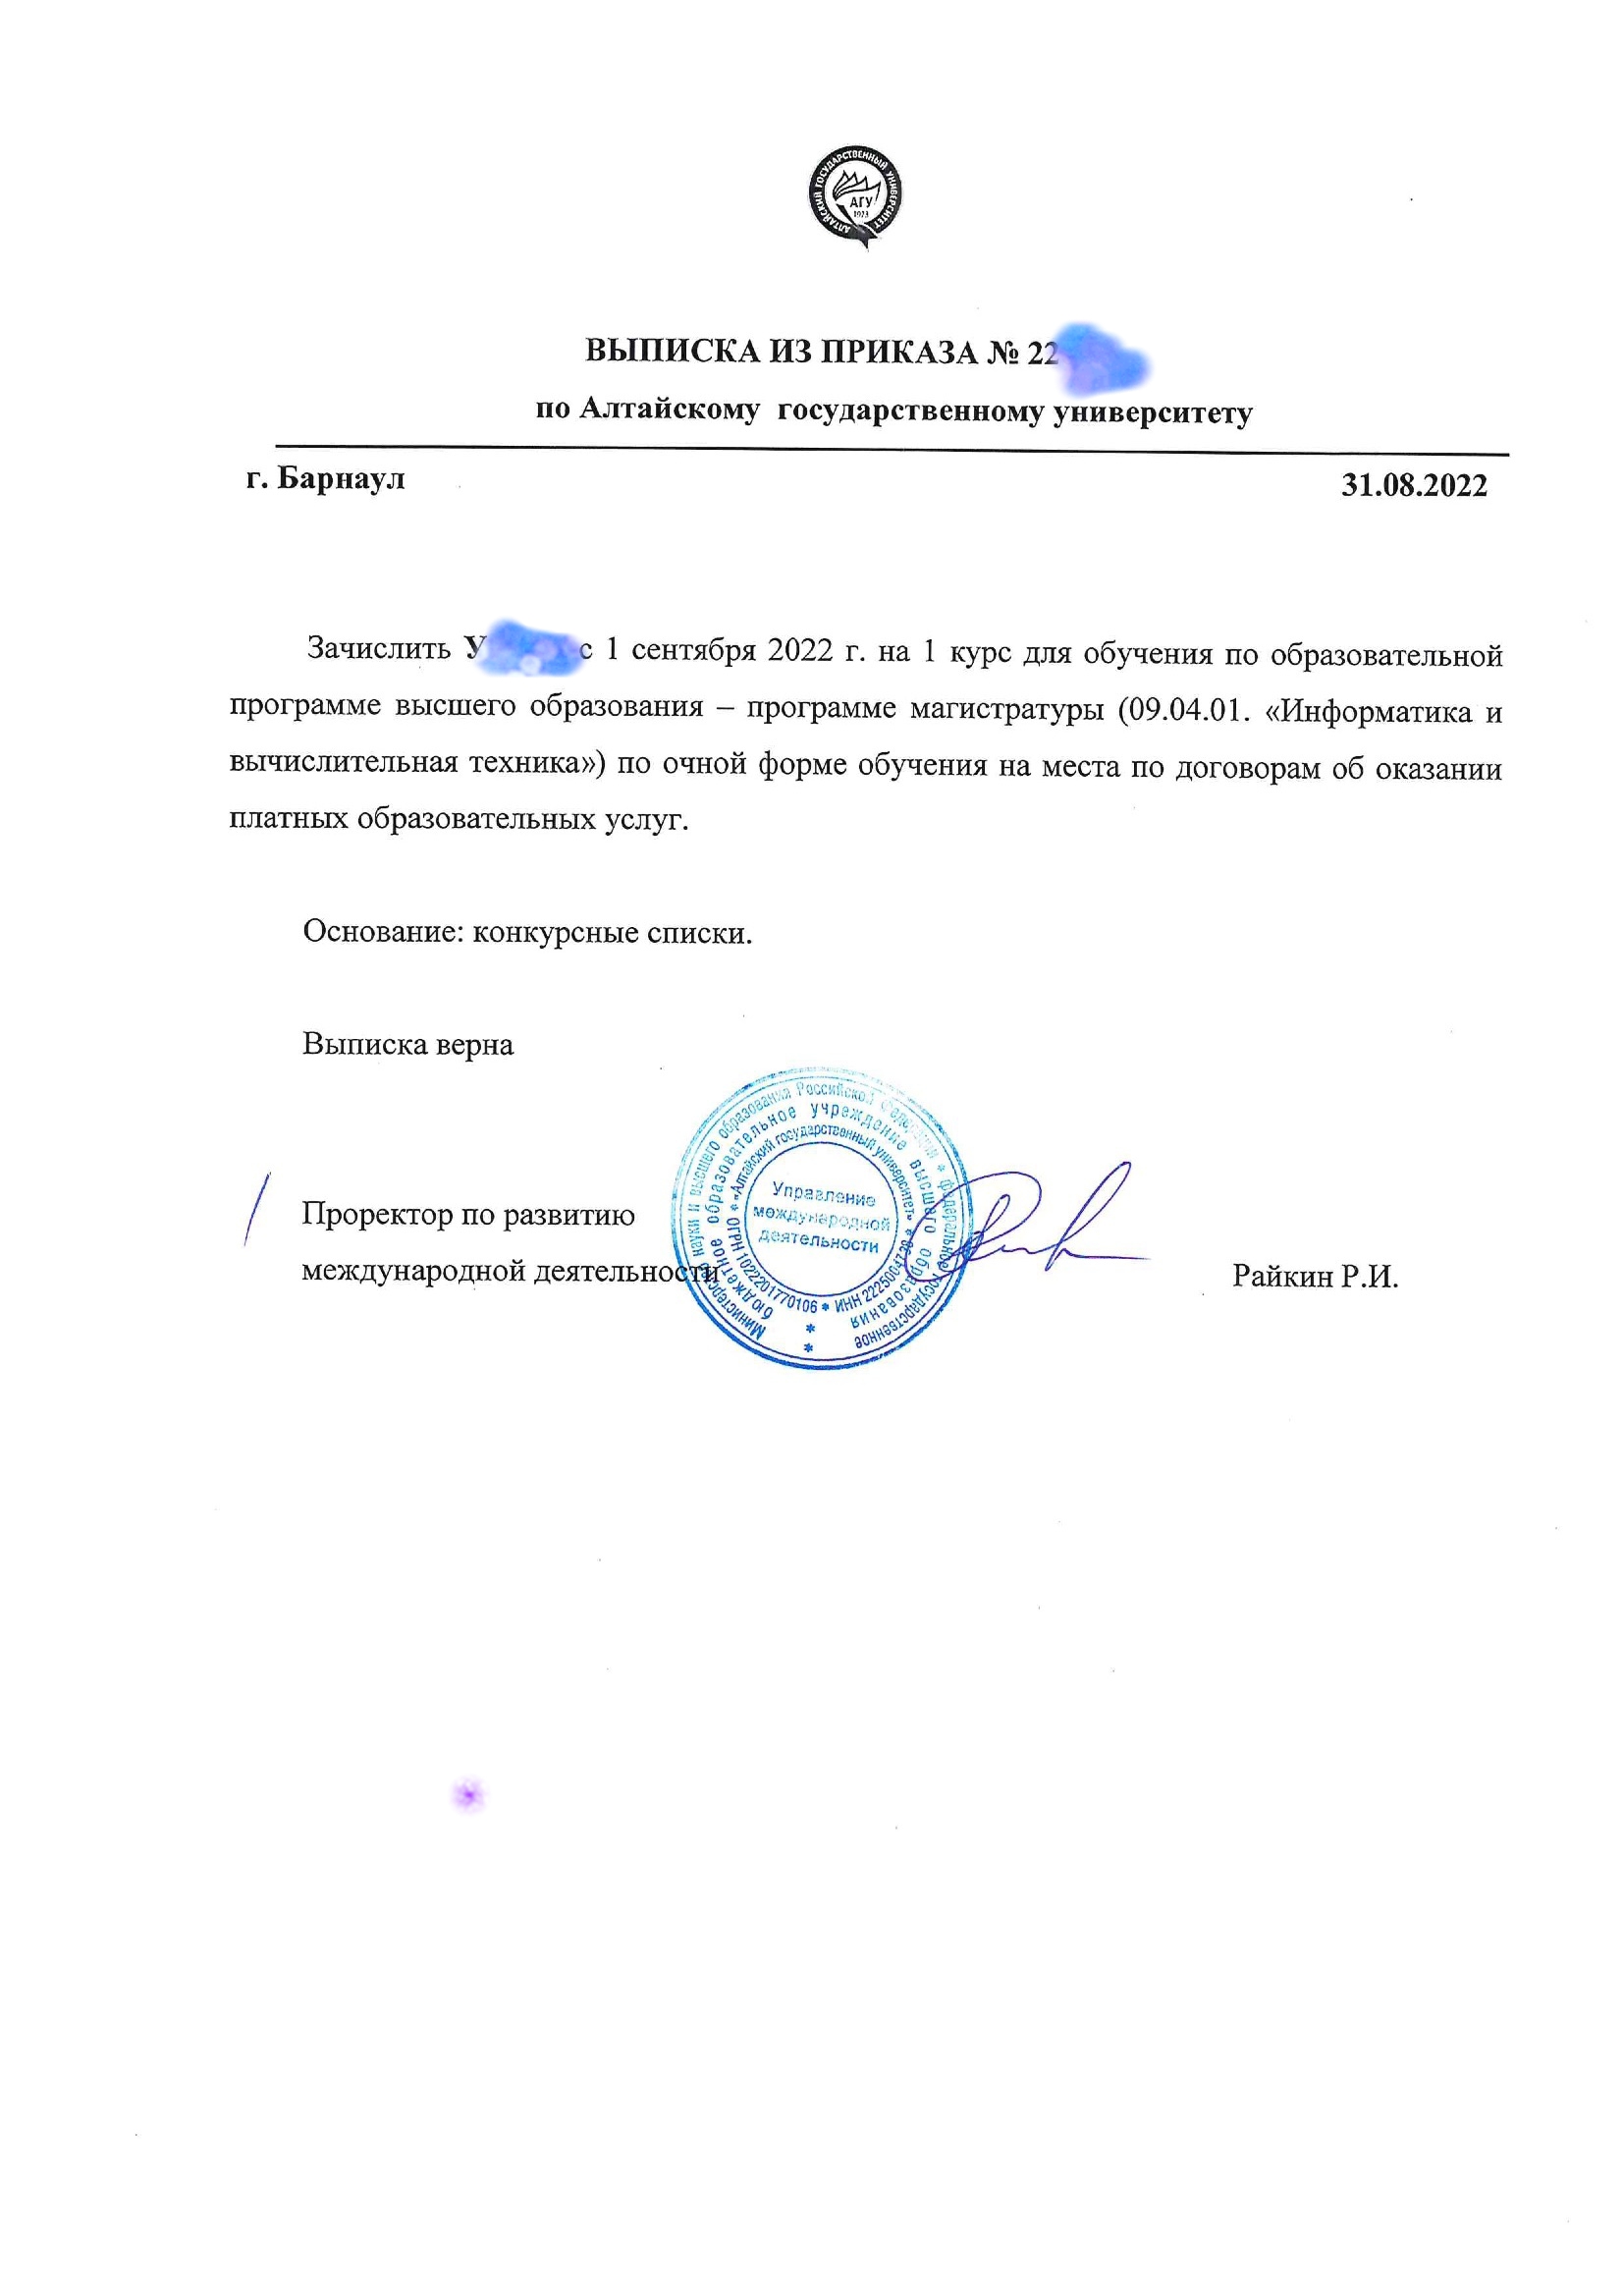 АЛТАЙСКИЙ ГОСУДАРСТВЕННЫЙ УНИВЕРСИТЕТ
АГУ
1973
ВЫПИСКА ИЗ ПРИКАЗА № 22
по Алтайскому государственному университету
г. Барнаул 31.08.2022
Зачислить У с 1 сентября 2022 г. на 1 курс для обучения по образовательной
программе высшего образования – программе магистратуры (09.04.01. «Информатика и
вычислительная техника») по очной форме обучения на места по договорам об оказании
платных образовательных услуг.
Основание: конкурсные списки.
Выписка верна
Проректор по развитию
международной деятельности Райкин Р.И.
Министерство науки и высшего образования Российской Федерации * федеральное государственное
бюджетное образовательное учреждение высшего образования
ОГРН 1022201770106 * «Алтайский государственный университет» * ИНН 2225004738 *
Управление
международной
деятельности